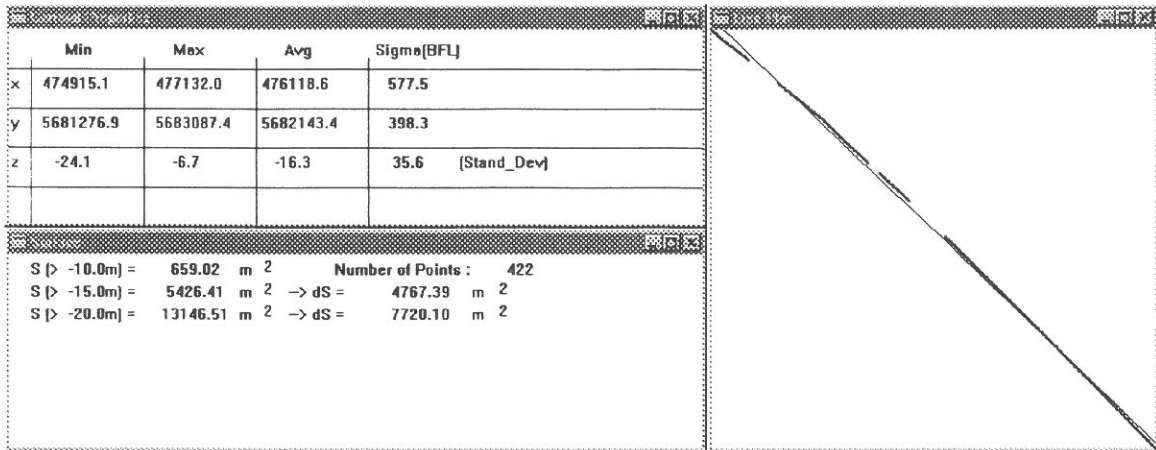 Min Max Avg Sigma(BFL)
x 474915.1 477132.0 476118.6 577.5
y 5681276.9 5683087.4 5682143.4 398.3
z -24.1 -6.7 -16.3 35.6 (Stand_Dev)
S (> -10.0m) = 659.02 m 2 Number of Points : 422
S (> -15.0m) = 5426.41 m 2 --> dS = 4767.39 m 2
S (> -20.0m) = 13146.51 m 2 --> dS = 7720.10 m 2